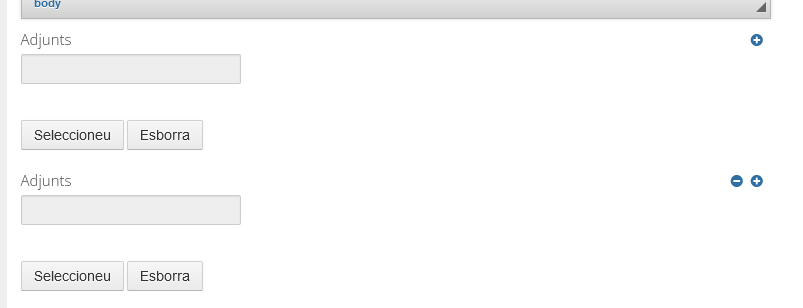 body
Adjunts
Seleccioneu Esborra
Adjunts
Seleccioneu Esborra